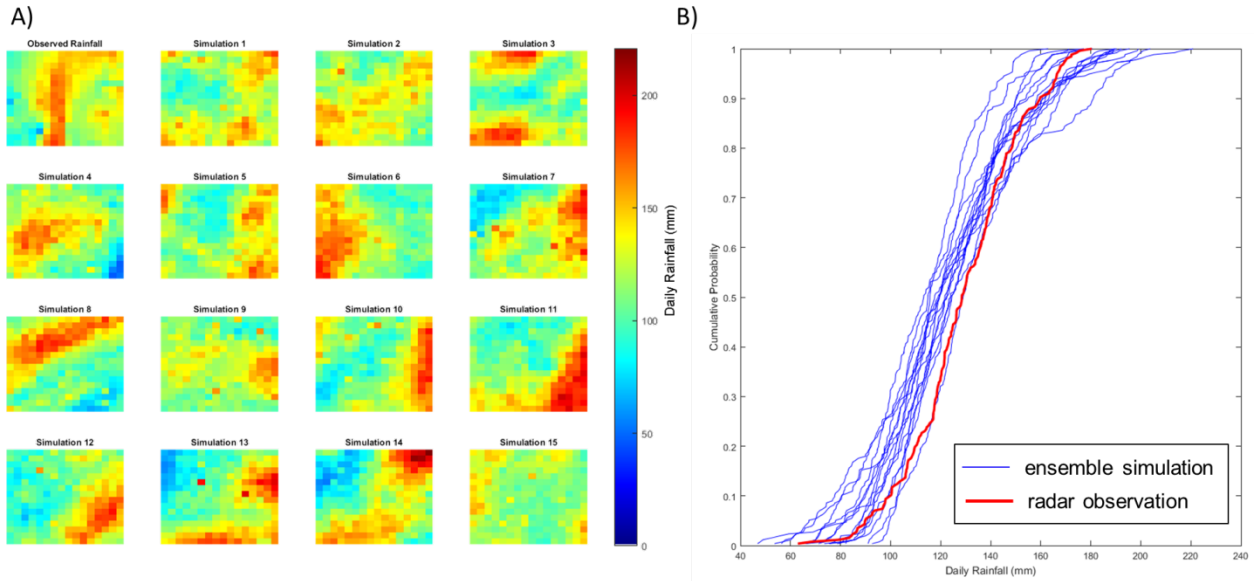 A)
Observed Rainfall
Simulation 1
Simulation 2
Simulation 3
Simulation 4
Simulation 5
Simulation 6
Simulation 7
Simulation 8
Simulation 9
Simulation 10
Simulation 11
Simulation 12
Simulation 13
Simulation 14
Simulation 15
200
150
100
50
0
Daily Rainfall (mm)
B)
1
0.9
0.8
0.7
0.6
0.5
0.4
0.3
0.2
0.1
0
Cumulative Probability
ensemble simulation
radar observation
40 60 80 100 120 140 160 180 200 220 240
Daily Rainfall (mm)